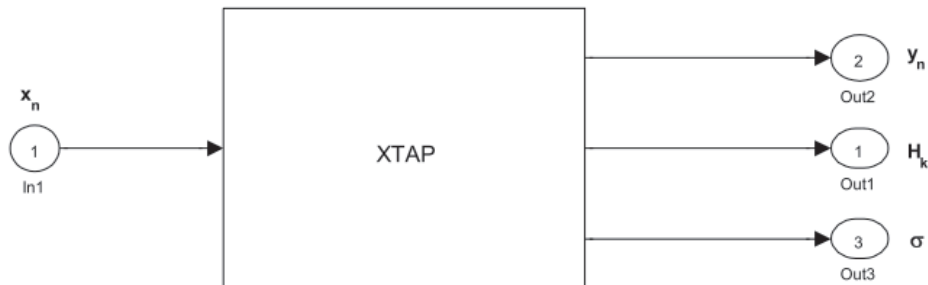 x_n
1
In1
XTAP
2
y_n
Out2
1
H_k
Out1
3
σ
Out3